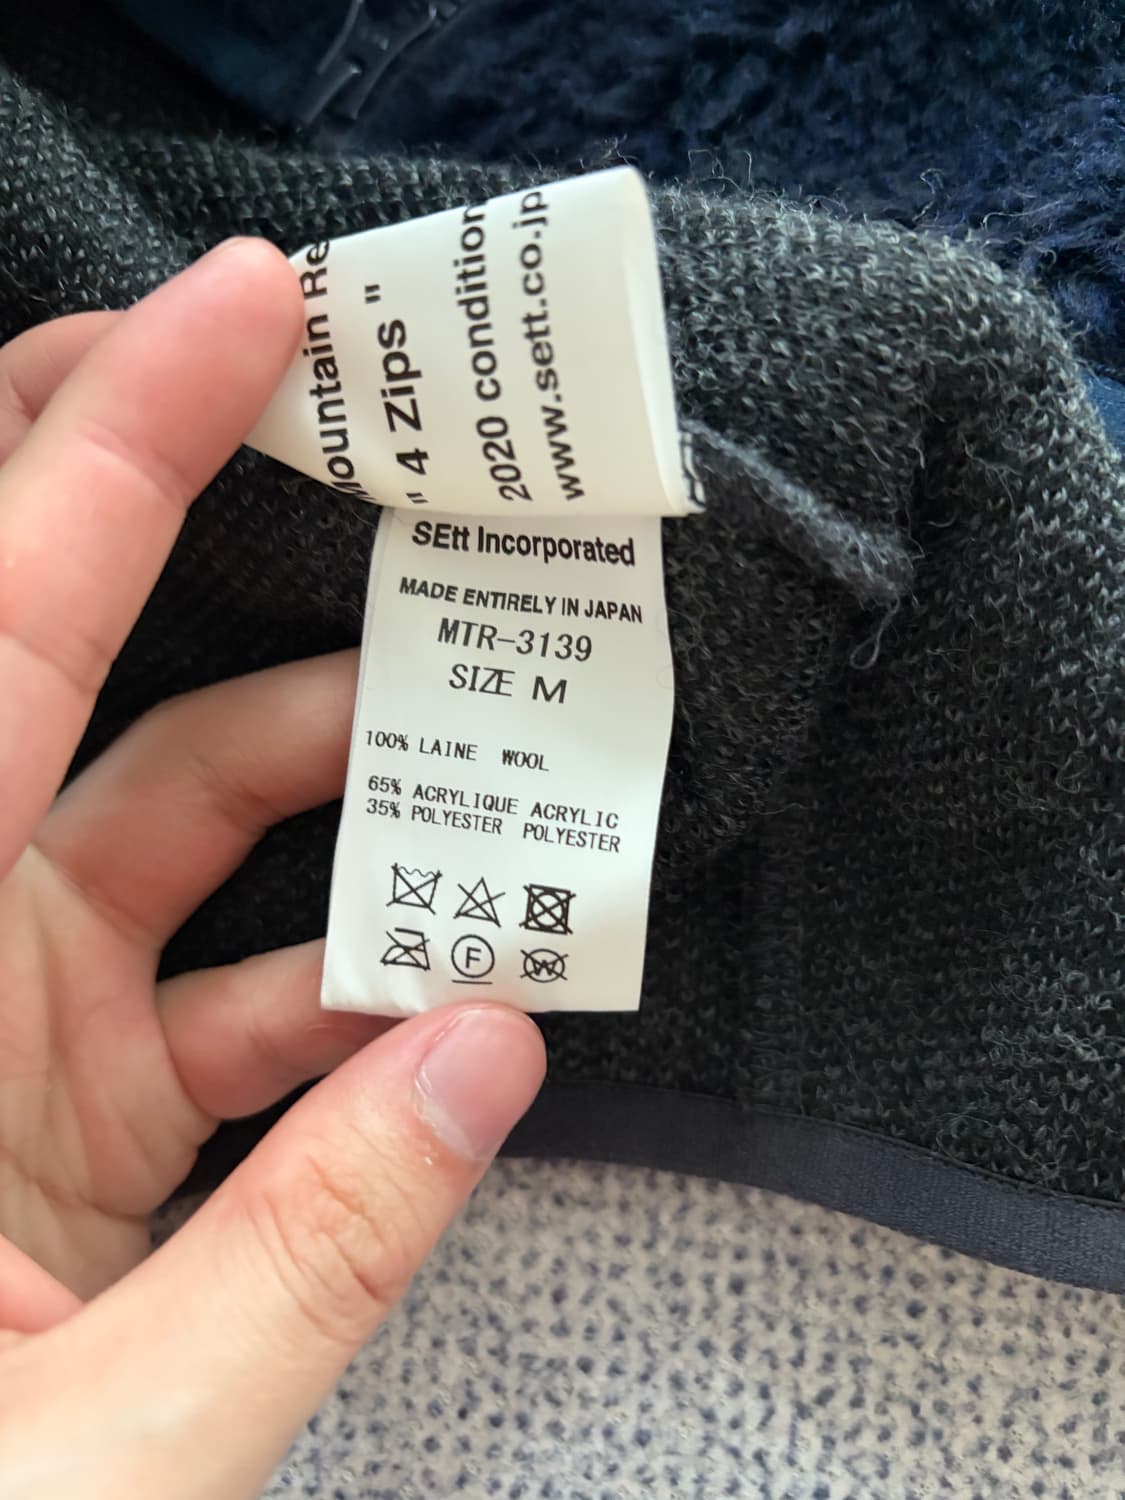 Mountain Re
" 4 Zips "
2020 condition
www.sett.co.jp
SEtt Incorporated
MADE ENTIRELY IN JAPAN
MTR-3139
SIZE M
100% LAINE WOOL
65% ACRYLIQUE ACRYLIC
35% POLYESTER POLYESTER
F
W